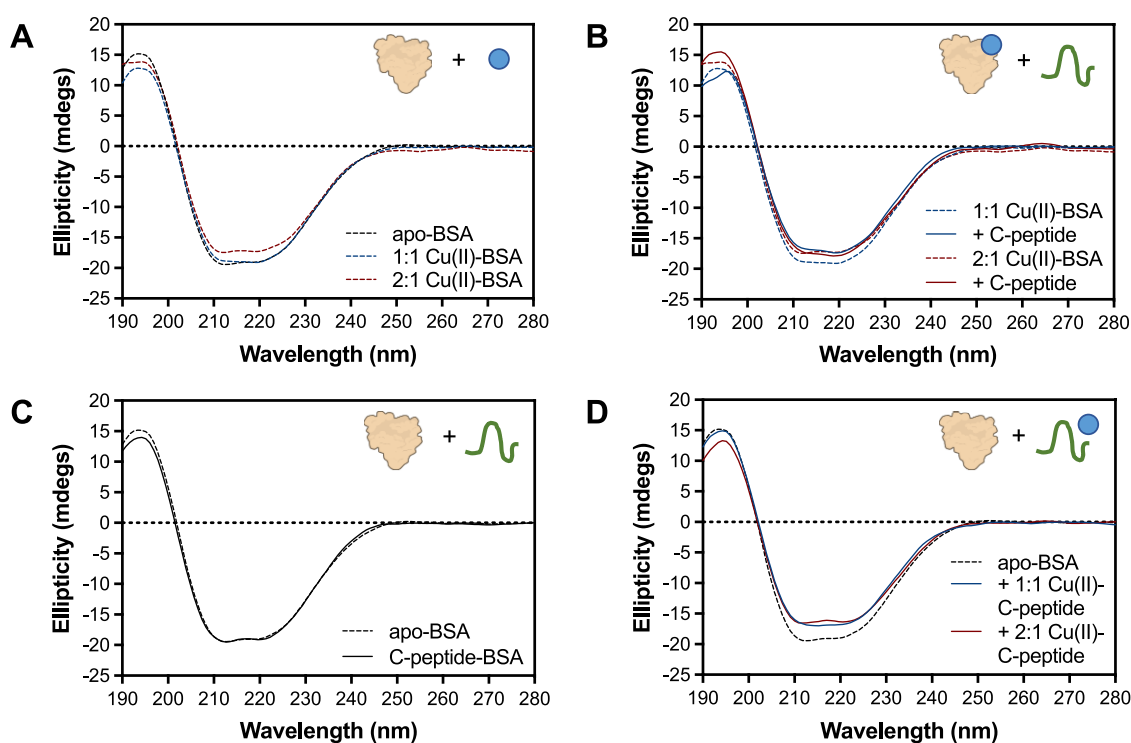 A
20
15
10
5
0
-5
-10
-15
-20
-25
Ellipticity (mdegs)
+
apo-BSA
1:1 Cu(II)-BSA
2:1 Cu(II)-BSA
190 200 210 220 230 240 250 260 270 280
Wavelength (nm)
B
20
15
10
5
0
-5
-10
-15
-20
-25
Ellipticity (mdegs)
+
1:1 Cu(II)-BSA
+ C-peptide
2:1 Cu(II)-BSA
+ C-peptide
190 200 210 220 230 240 250 260 270 280
Wavelength (nm)
C
20
15
10
5
0
-5
-10
-15
-20
-25
Ellipticity (mdegs)
+
apo-BSA
C-peptide-BSA
190 200 210 220 230 240 250 260 270 280
Wavelength (nm)
D
20
15
10
5
0
-5
-10
-15
-20
-25
Ellipticity (mdegs)
+
apo-BSA
+ 1:1 Cu(II)-
C-peptide
+ 2:1 Cu(II)-
C-peptide
190 200 210 220 230 240 250 260 270 280
Wavelength (nm)